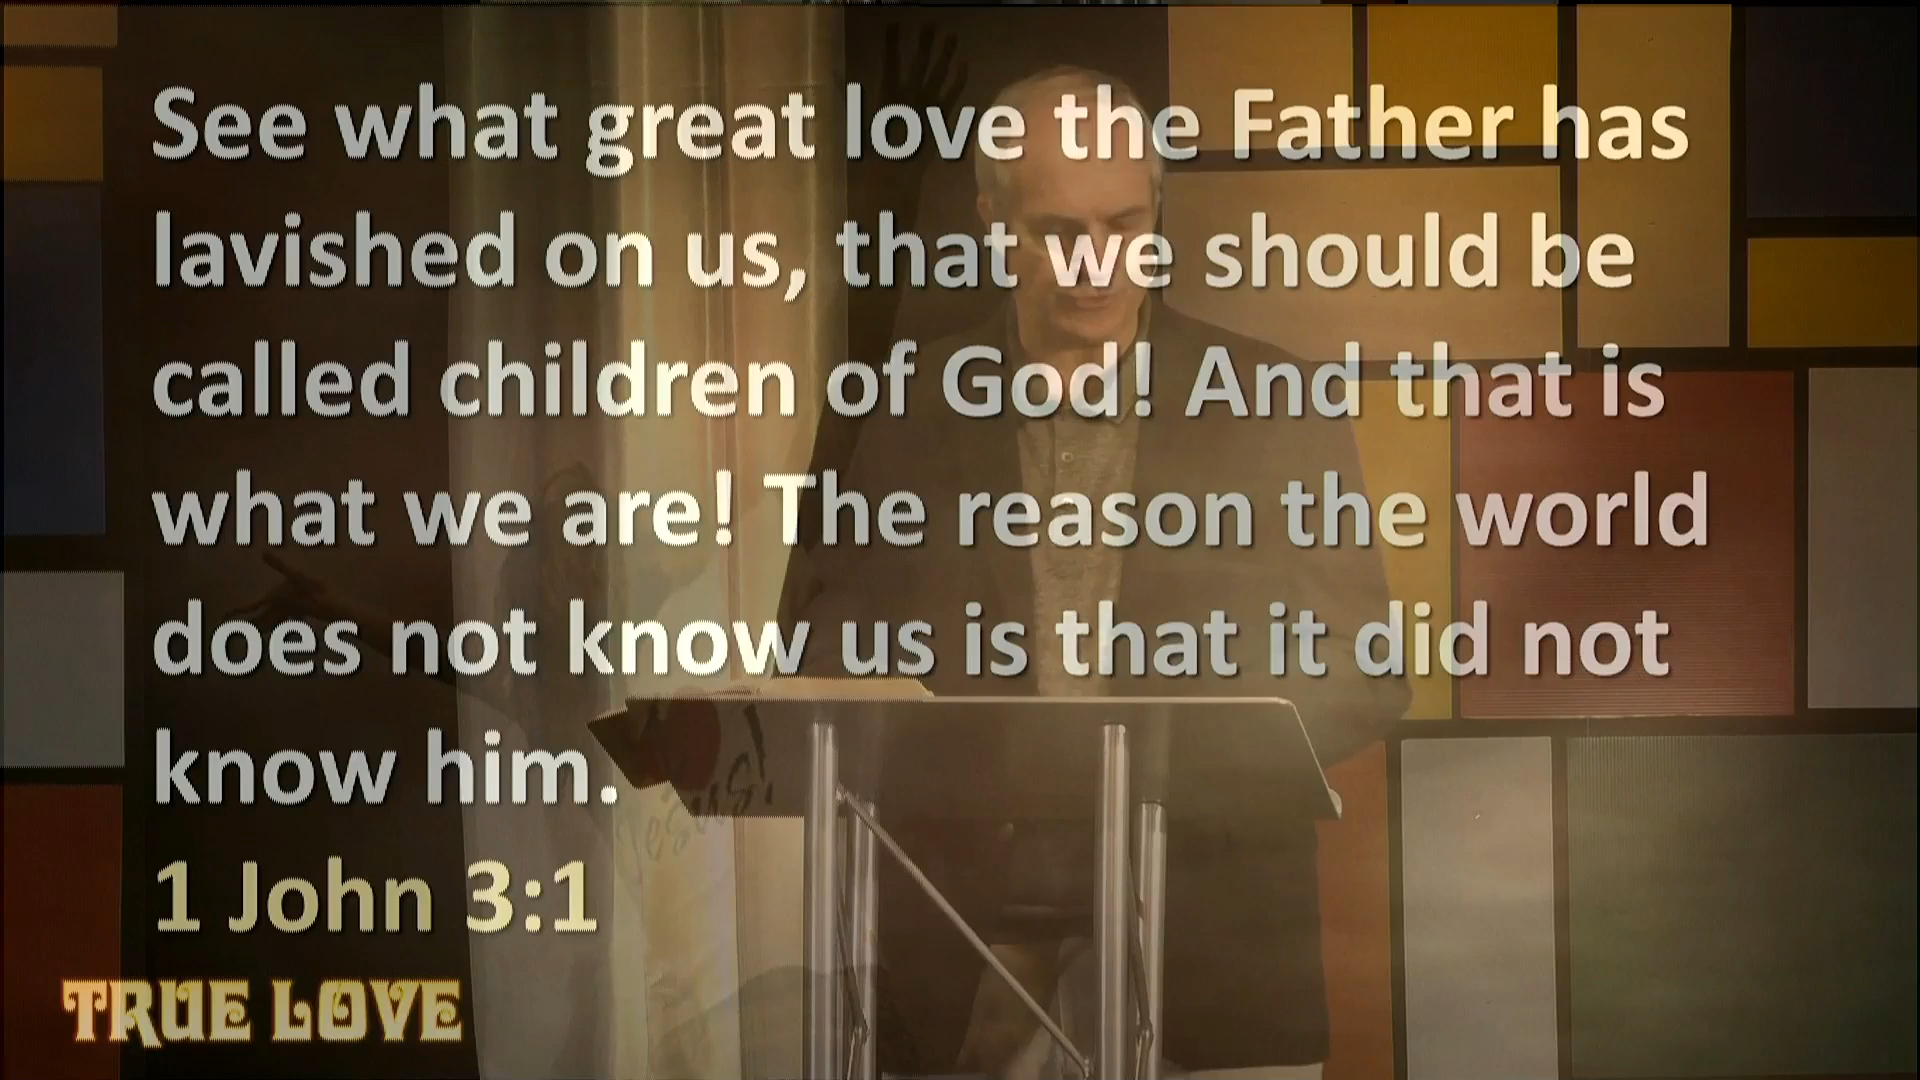 See what great love the Father has
lavished on us, that we should be
called children of God! And that is
what we are! The reason the world
does not know us is that it did not
know him.
1 John 3:1
Jesus!
TRUE LOVE